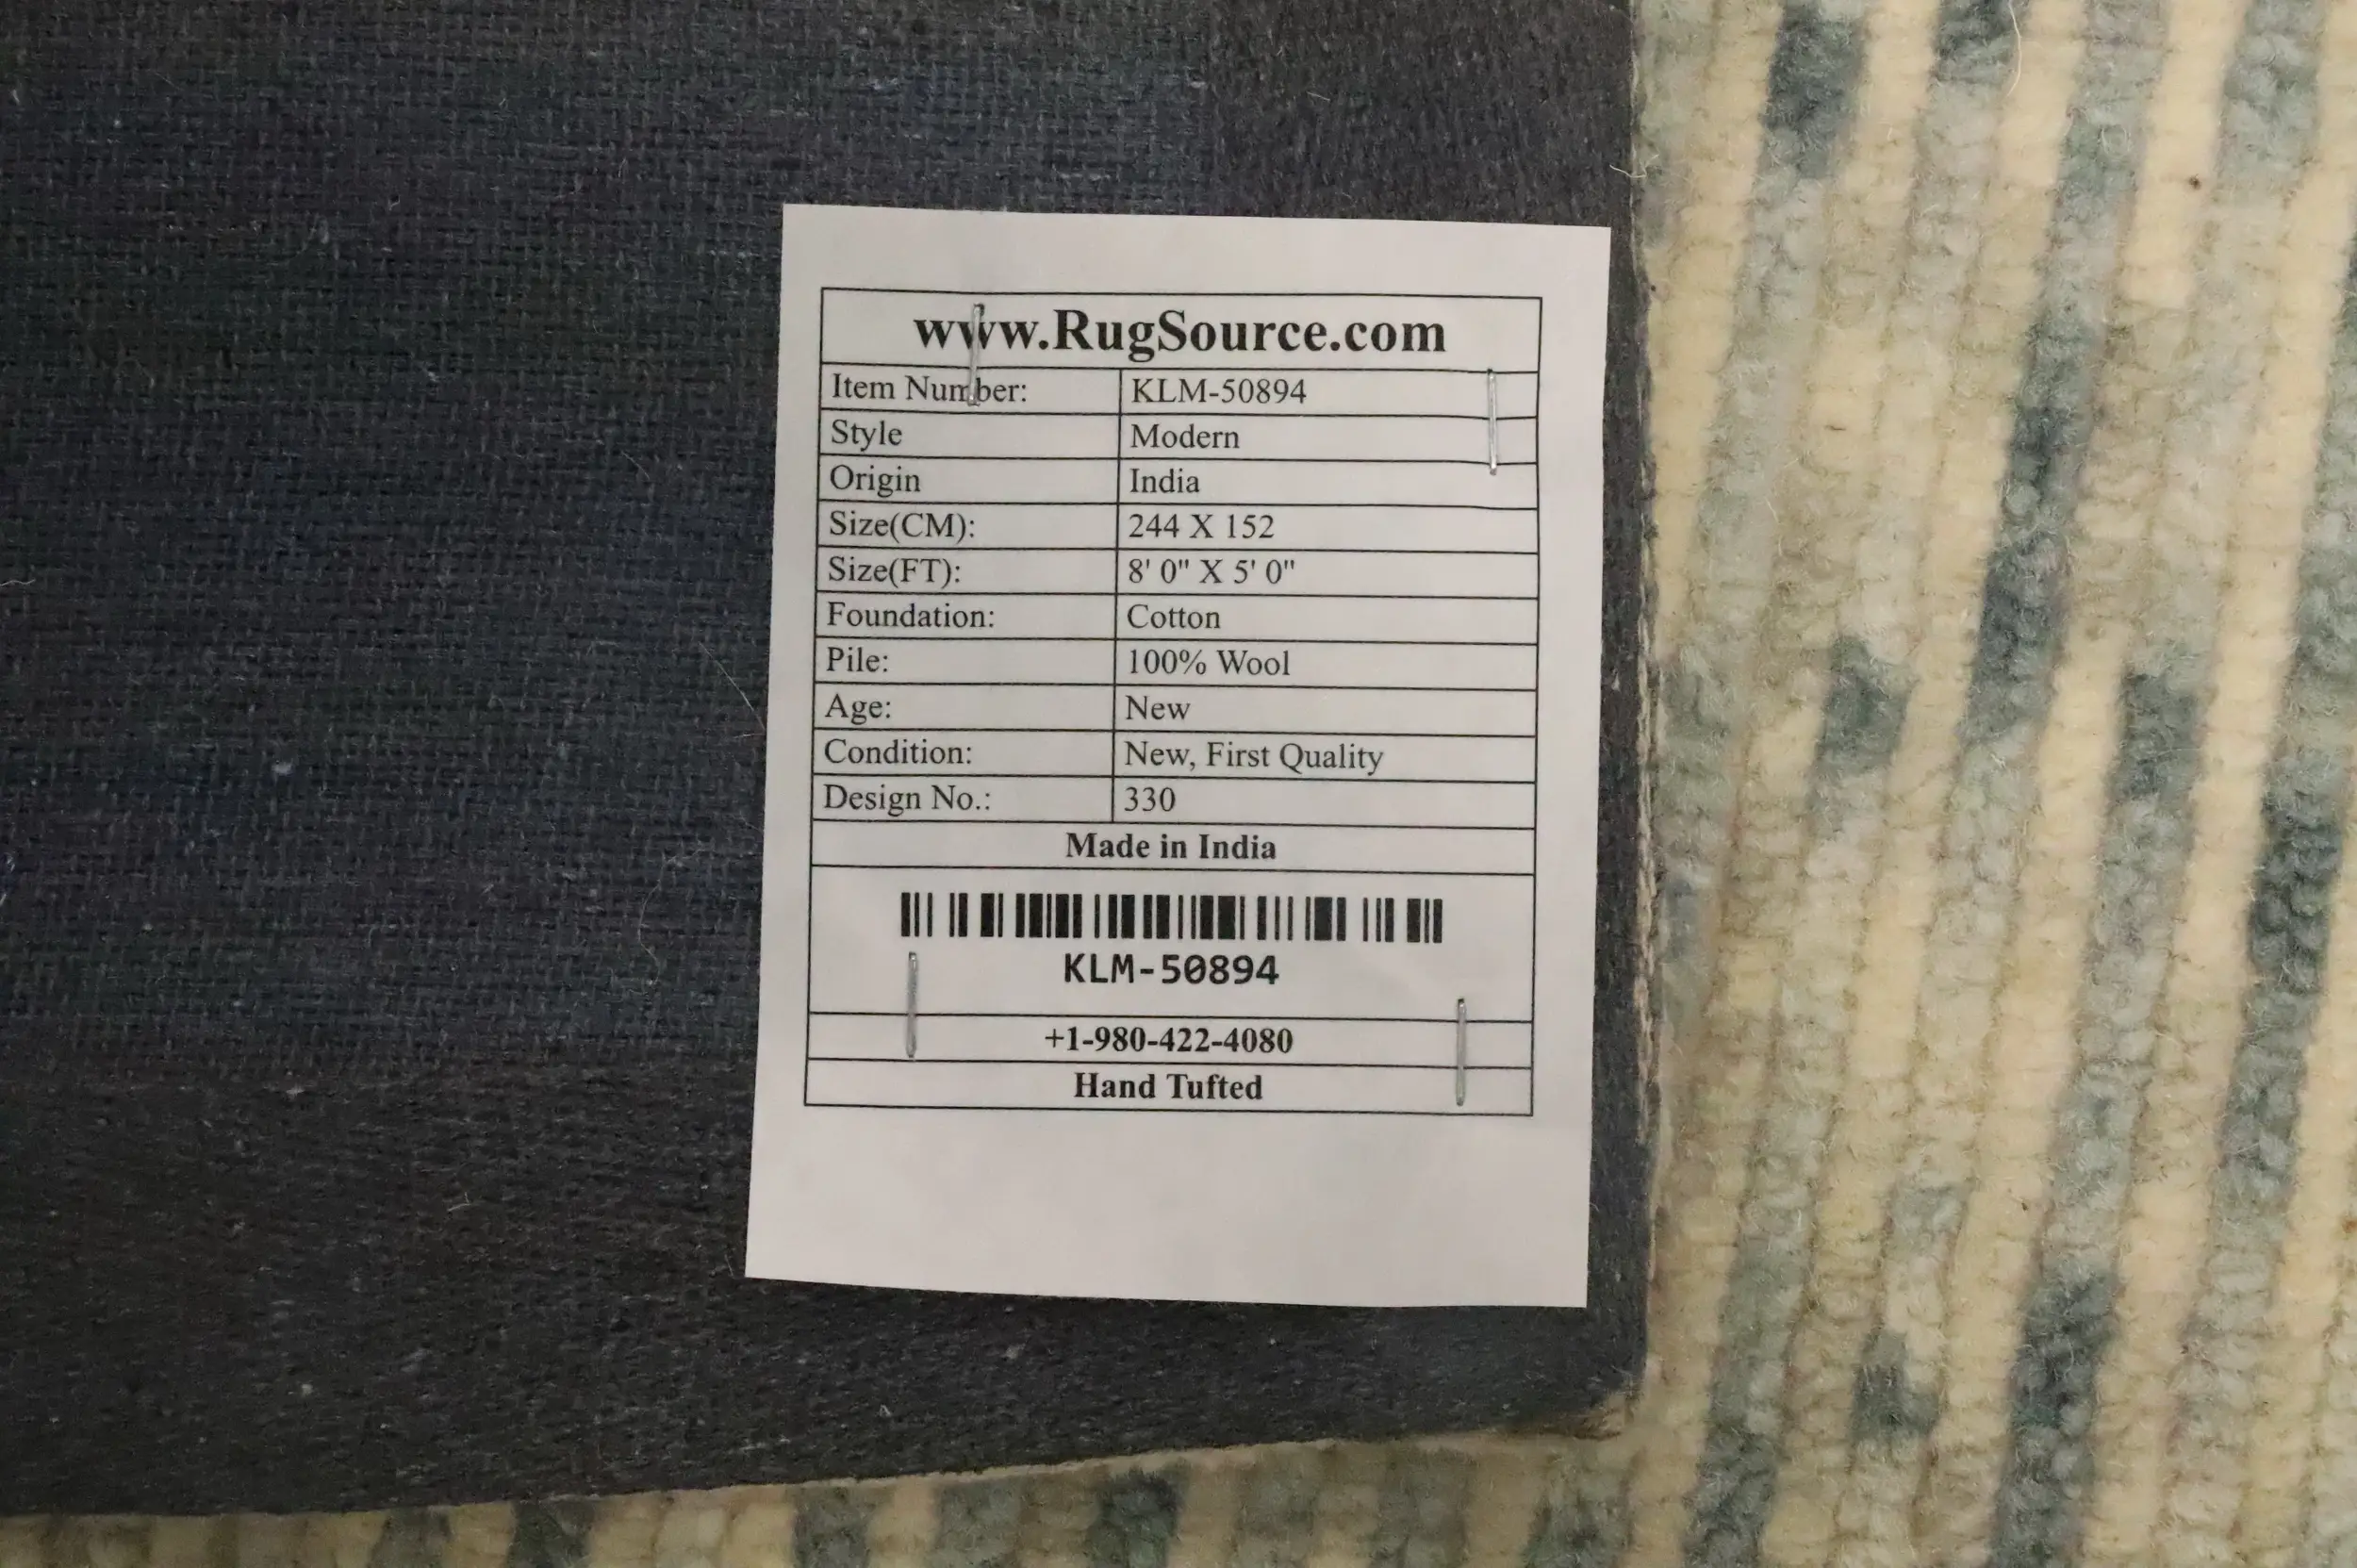 www.RugSource.com
Item Number: KLM-50894
Style Modern
Origin India
Size(CM): 244 X 152
Size(FT): 8' 0" X 5' 0"
Foundation: Cotton
Pile: 100% Wool
Age: New
Condition: New, First Quality
Design No.: 330
Made in India
KLM-50894
+1-980-422-4080
Hand Tufted